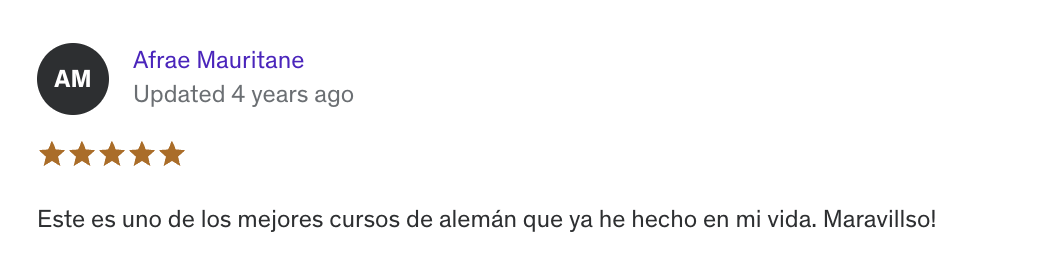 AM
Afrae Mauritane
Updated 4 years ago
Este es uno de los mejores cursos de alemán que ya he hecho en mi vida. Maravillso!